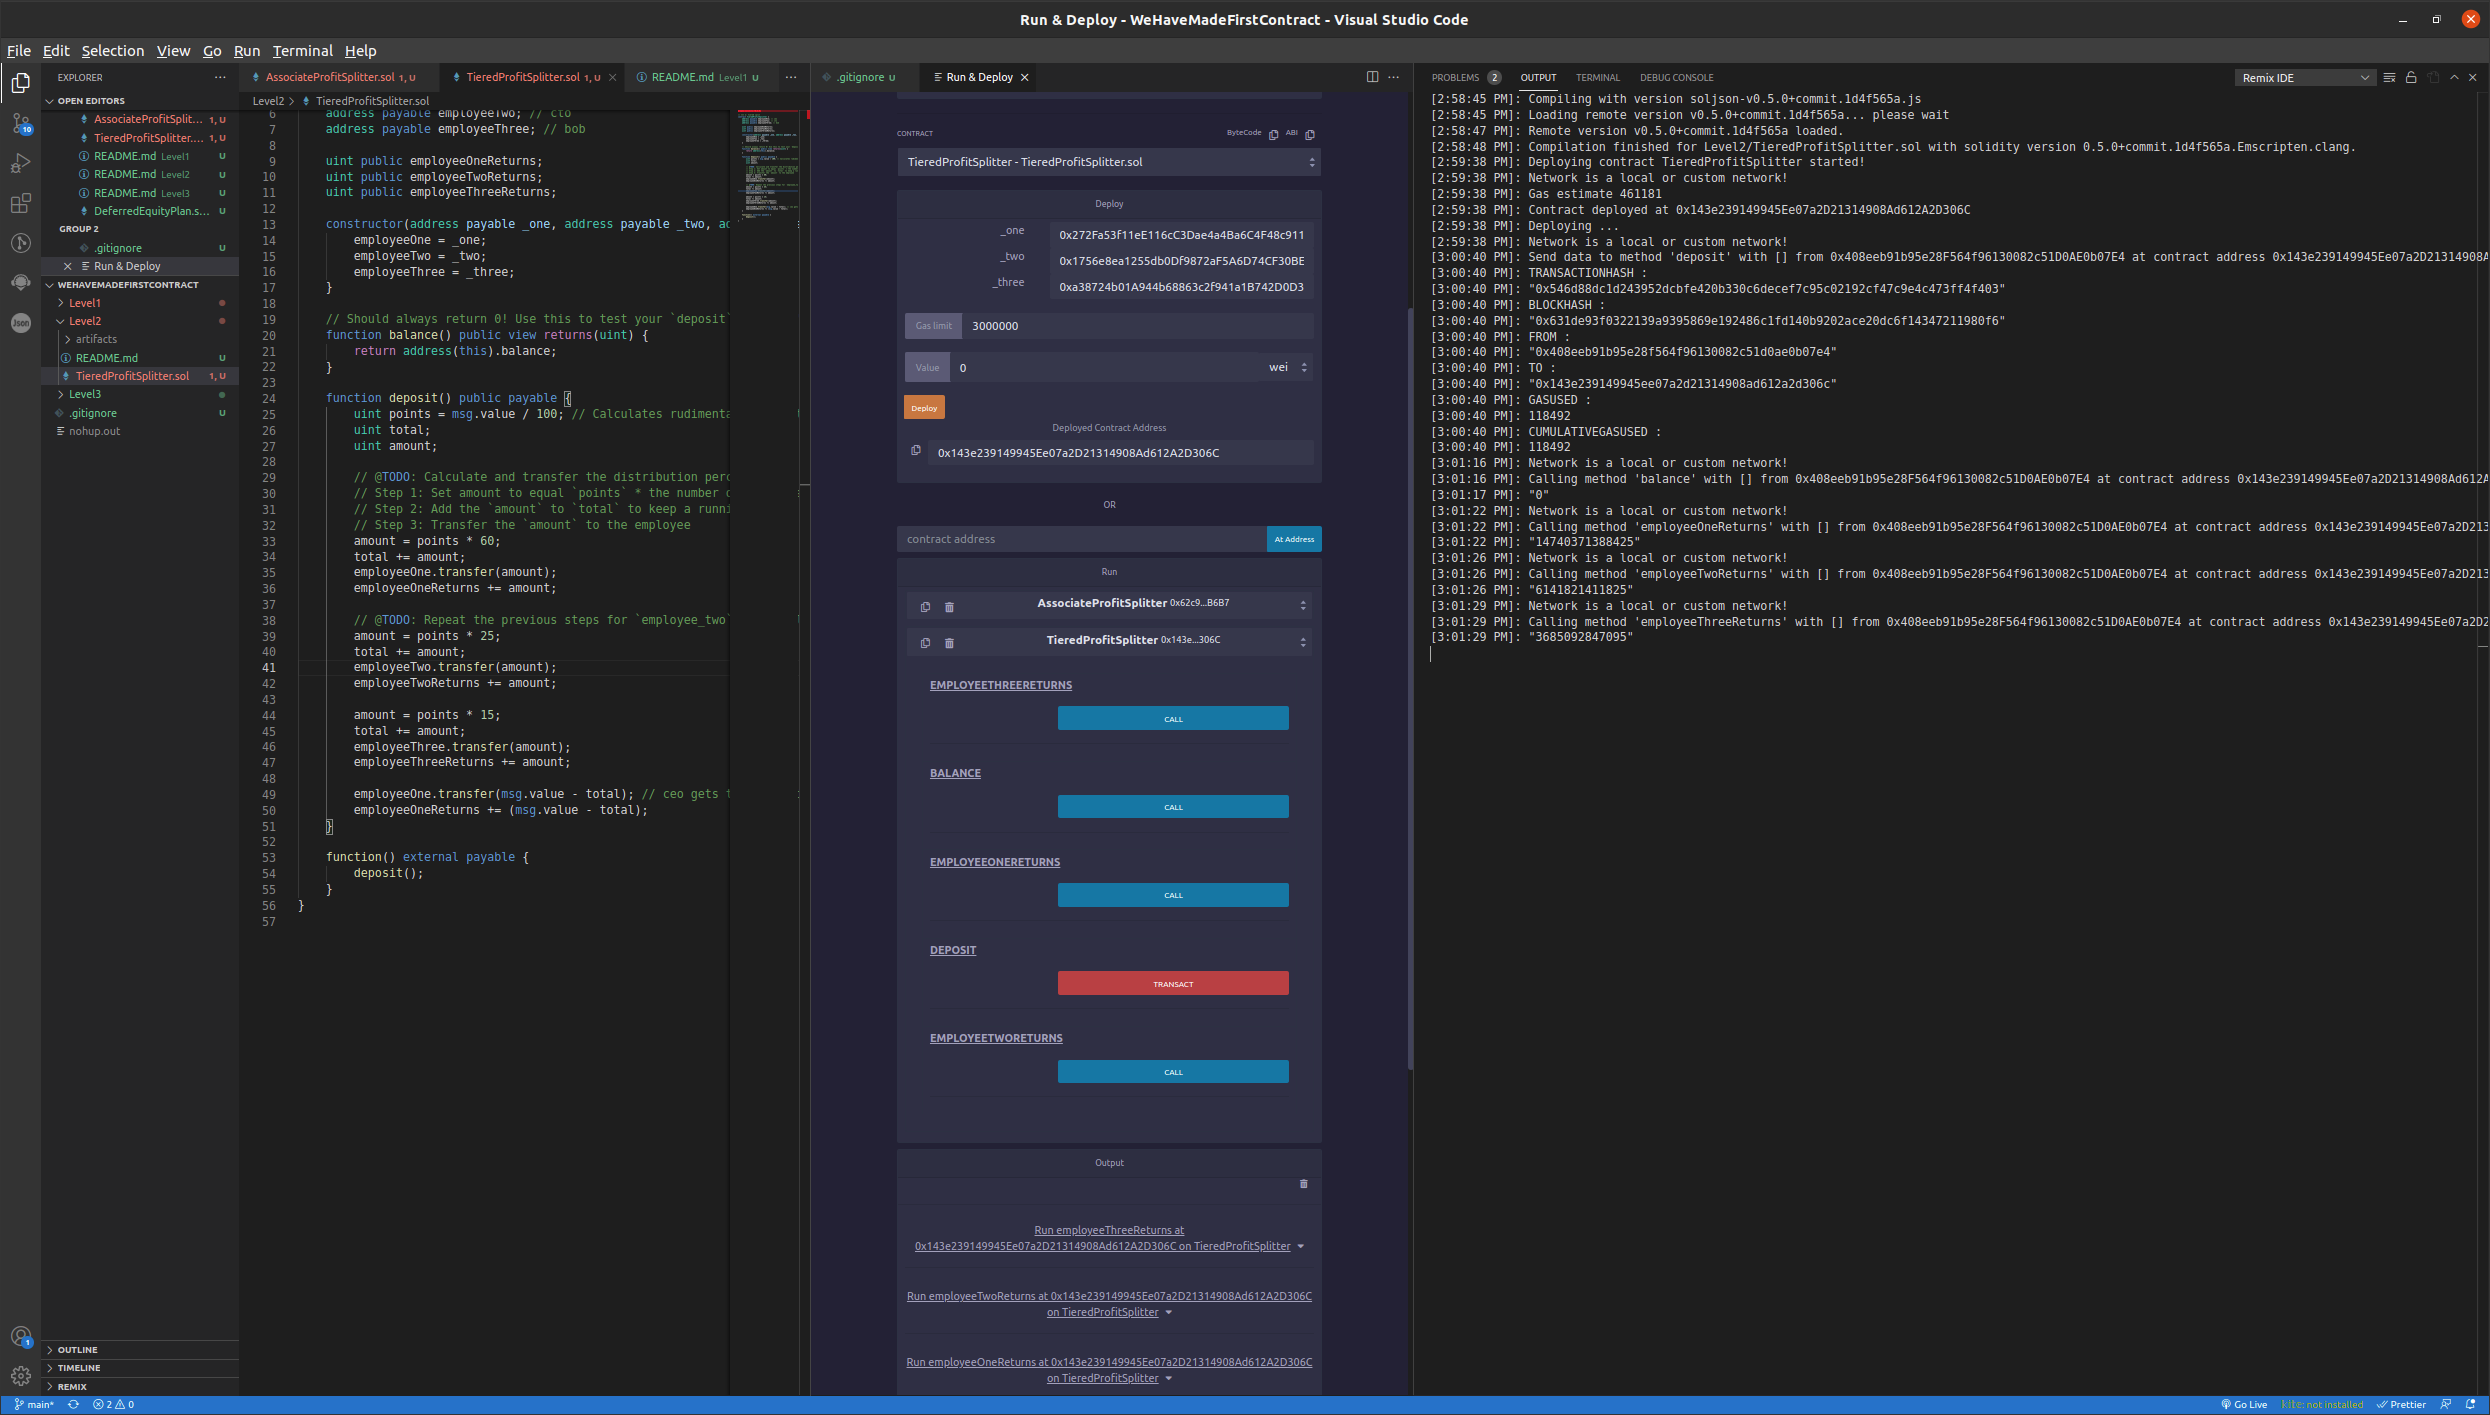 Run & Deploy - WeHaveMadeFirstContract - Visual Studio Code
File Edit Selection View Go Run Terminal Help
EXPLORER
OPEN EDITORS
AssociateProfitSplit... 1, U
TieredProfitSplitter.... 1, U
README.md Level1 U
README.md Level2 U
README.md Level3 U
DeferredEquityPlan.s... U
GROUP 2
.gitignore U
Run & Deploy
WEHAVEMADEFIRSTCONTRACT
Level1
Level2
artifacts
README.md U
TieredProfitSplitter.sol 1, U
Level3
.gitignore U
nohup.out
OUTLINE
TIMELINE
REMIX
AssociateProfitSplitter.sol 1, U
TieredProfitSplitter.sol 1, U
README.md Level1 U
Level2 > TieredProfitSplitter.sol
6 address payable employeeTwo; // cto
7 address payable employeeThree; // bob
8
9 uint public employeeOneReturns;
10 uint public employeeTwoReturns;
11 uint public employeeThreeReturns;
12
13 constructor(address payable _one, address payable _two, ad
14 employeeOne = _one;
15 employeeTwo = _two;
16 employeeThree = _three;
17 }
18
19 // Should always return 0! Use this to test your `deposit`
20 function balance() public view returns(uint) {
21 return address(this).balance;
22 }
23
24 function deposit() public payable {
25 uint points = msg.value / 100; // Calculates rudimenta
26 uint total;
27 uint amount;
28
29 // @TODO: Calculate and transfer the distribution perc
30 // Step 1: Set amount to equal `points` * the number o
31 // Step 2: Add the `amount` to `total` to keep a runni
32 // Step 3: Transfer the `amount` to the employee
33 amount = points * 60;
34 total += amount;
35 employeeOne.transfer(amount);
36 employeeOneReturns += amount;
37
38 // @TODO: Repeat the previous steps for `employee_two`
39 amount = points * 25;
40 total += amount;
41 employeeTwo.transfer(amount);
42 employeeTwoReturns += amount;
43
44 amount = points * 15;
45 total += amount;
46 employeeThree.transfer(amount);
47 employeeThreeReturns += amount;
48
49 employeeOne.transfer(msg.value - total); // ceo gets
50 employeeOneReturns += (msg.value - total);
51 }
52
53 function() external payable {
54 deposit();
55 }
56 }
57
.gitignore U
Run & Deploy
CONTRACT ByteCode ABI
TieredProfitSplitter - TieredProfitSplitter.sol
Deploy
_one 0x272Fa53f11eE116cC3Dae4a4Ba6C4F48c911
_two 0x1756e8ea1255db0Df9872aF5A6D74CF30BE
_three 0xa38724b01A944b68863c2f941a1B742D0D3
Gas limit 3000000
Value 0 wei
Deploy
Deployed Contract Address
0x143e239149945Ee07a2D21314908Ad612A2D306C
OR
contract address At Address
Run
AssociateProfitSplitter 0x62c9...B6B7
TieredProfitSplitter 0x143e...306C
EMPLOYEETHREERETURNS
CALL
BALANCE
CALL
EMPLOYEEONERETURNS
CALL
DEPOSIT
TRANSACT
EMPLOYEETWORETURNS
CALL
Output
Run employeeThreeReturns at
0x143e239149945Ee07a2D21314908Ad612A2D306C on TieredProfitSplitter
Run employeeTwoReturns at 0x143e239149945Ee07a2D21314908Ad612A2D306C
on TieredProfitSplitter
Run employeeOneReturns at 0x143e239149945Ee07a2D21314908Ad612A2D306C
on TieredProfitSplitter
PROBLEMS 2 OUTPUT TERMINAL DEBUG CONSOLE Remix IDE
[2:58:45 PM]: Compiling with version soljson-v0.5.0+commit.1d4f565a.js
[2:58:45 PM]: Loading remote version v0.5.0+commit.1d4f565a... please wait
[2:58:47 PM]: Remote version v0.5.0+commit.1d4f565a loaded.
[2:58:48 PM]: Compilation finished for Level2/TieredProfitSplitter.sol with solidity version 0.5.0+commit.1d4f565a.Emscripten.clang.
[2:59:38 PM]: Deploying contract TieredProfitSplitter started!
[2:59:38 PM]: Network is a local or custom network!
[2:59:38 PM]: Gas estimate 461181
[2:59:38 PM]: Contract deployed at 0x143e239149945Ee07a2D21314908Ad612A2D306C
[2:59:38 PM]: Deploying ...
[2:59:38 PM]: Network is a local or custom network!
[3:00:40 PM]: Send data to method 'deposit' with [] from 0x408eeb91b95e28F564f96130082c51D0AE0b07E4 at contract address 0x143e239149945Ee07a2D21314908A
[3:00:40 PM]: TRANSACTIONHASH :
[3:00:40 PM]: "0x546d88dc1d243952dcbfe420b330c6decef7c95c02192cf47c9e4c473ff4f403"
[3:00:40 PM]: BLOCKHASH :
[3:00:40 PM]: "0x631de93f0322139a9395869e192486c1fd140b9202ace20dc6f14347211980f6"
[3:00:40 PM]: FROM :
[3:00:40 PM]: "0x408eeb91b95e28f564f96130082c51d0ae0b07e4"
[3:00:40 PM]: TO :
[3:00:40 PM]: "0x143e239149945ee07a2d21314908ad612a2d306c"
[3:00:40 PM]: GASUSED :
[3:00:40 PM]: 118492
[3:00:40 PM]: CUMULATIVEGASUSED :
[3:00:40 PM]: 118492
[3:01:16 PM]: Network is a local or custom network!
[3:01:16 PM]: Calling method 'balance' with [] from 0x408eeb91b95e28F564f96130082c51D0AE0b07E4 at contract address 0x143e239149945Ee07a2D21314908Ad612A
[3:01:17 PM]: "0"
[3:01:22 PM]: Network is a local or custom network!
[3:01:22 PM]: Calling method 'employeeOneReturns' with [] from 0x408eeb91b95e28F564f96130082c51D0AE0b07E4 at contract address 0x143e239149945Ee07a2D213
[3:01:22 PM]: "14740371388425"
[3:01:26 PM]: Network is a local or custom network!
[3:01:26 PM]: Calling method 'employeeTwoReturns' with [] from 0x408eeb91b95e28F564f96130082c51D0AE0b07E4 at contract address 0x143e239149945Ee07a2D213
[3:01:26 PM]: "6141821411825"
[3:01:29 PM]: Network is a local or custom network!
[3:01:29 PM]: Calling method 'employeeThreeReturns' with [] from 0x408eeb91b95e28F564f96130082c51D0AE0b07E4 at contract address 0x143e239149945Ee07a2D2
[3:01:29 PM]: "3685092847095"
main* 2 0 Go Live kite: not installed Prettier